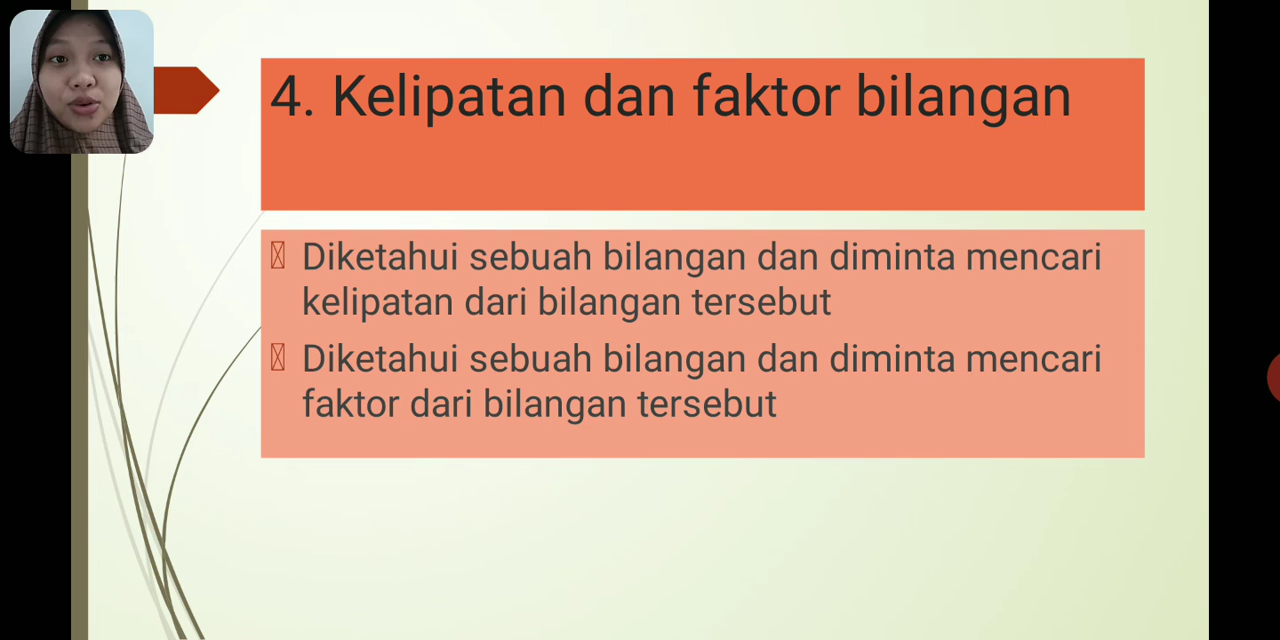 4. Kelipatan dan faktor bilangan
Diketahui sebuah bilangan dan diminta mencari
kelipatan dari bilangan tersebut
Diketahui sebuah bilangan dan diminta mencari
faktor dari bilangan tersebut